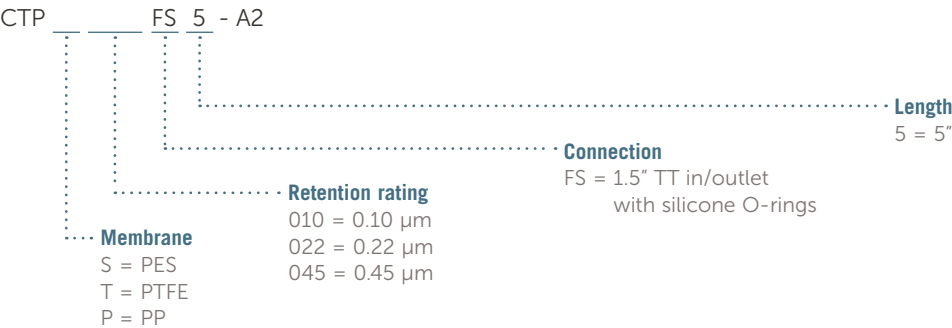 CTP __ ____ FS 5 - A2
Length
5 = 5″
Connection
FS = 1.5″ TT in/outlet
with silicone O-rings
Retention rating
010 = 0.10 µm
022 = 0.22 µm
045 = 0.45 µm
Membrane
S = PES
T = PTFE
P = PP